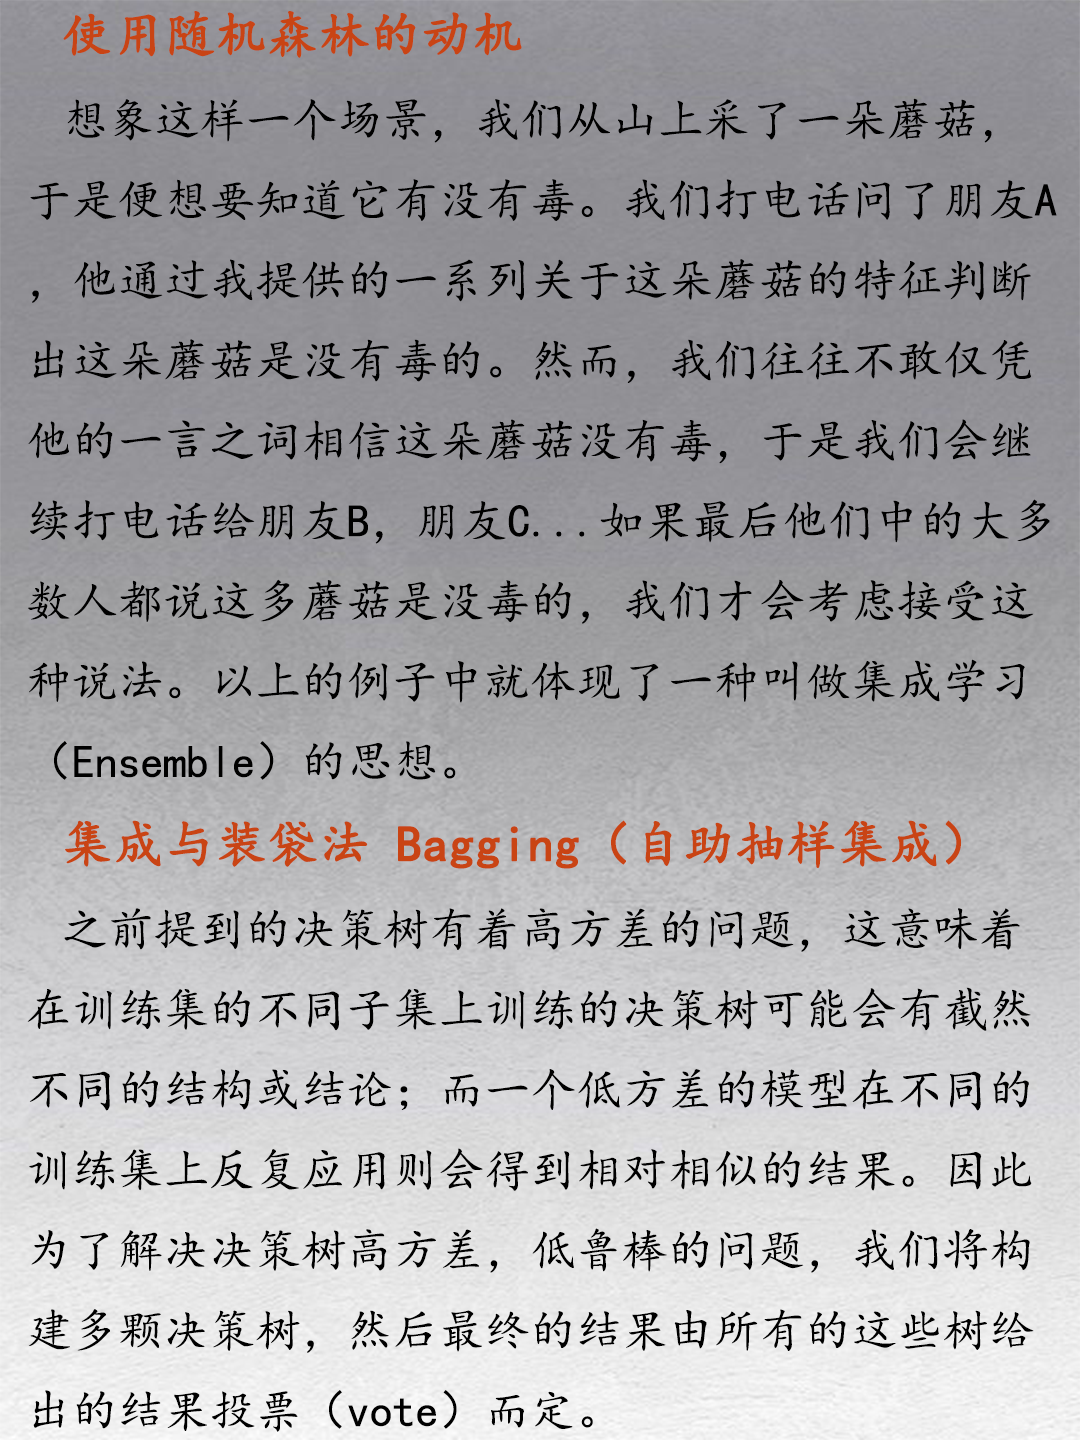 使用随机森林的动机
想象这样一个场景，我们从山上采了一朵蘑菇，
于是便想要知道它有没有毒。我们打电话问了朋友A
，他通过我提供的一系列关于这朵蘑菇的特征判断
出这朵蘑菇是没有毒的。然而，我们往往不敢仅凭
他的一言之词相信这朵蘑菇没有毒，于是我们会继
续打电话给朋友B，朋友C...如果最后他们中的大多
数人都说这多蘑菇是没毒的，我们才会考虑接受这
种说法。以上的例子中就体现了一种叫做集成学习
（Ensemble）的思想。
集成与装袋法 Bagging（自助抽样集成）
之前提到的决策树有着高方差的问题，这意味着
在训练集的不同子集上训练的决策树可能会有截然
不同的结构或结论；而一个低方差的模型在不同的
训练集上反复应用则会得到相对相似的结果。因此
为了解决决策树高方差，低鲁棒的问题，我们将构
建多颗决策树，然后最终的结果由所有的这些树给
出的结果投票（vote）而定。